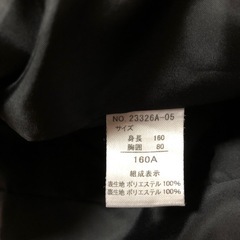 NO.23326A-05
サイズ
身長 160
胸囲 80
160A
組成表示
表生地 ポリエステル 100%
裏生地 ポリエステル 100%